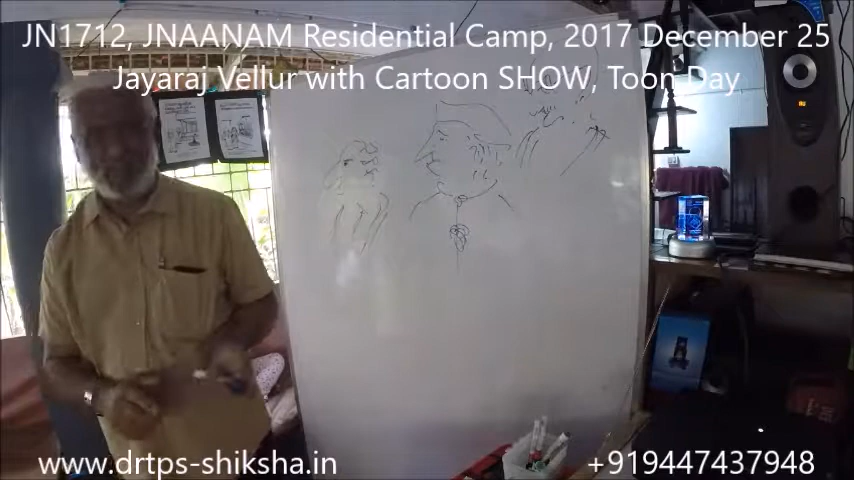 JN1712, JNAANAM Residential Camp, 2017 December 25
Jayaraj Vellur with Cartoon SHOW, Toon Day
www.drtps-shiksha.in
+919447437948